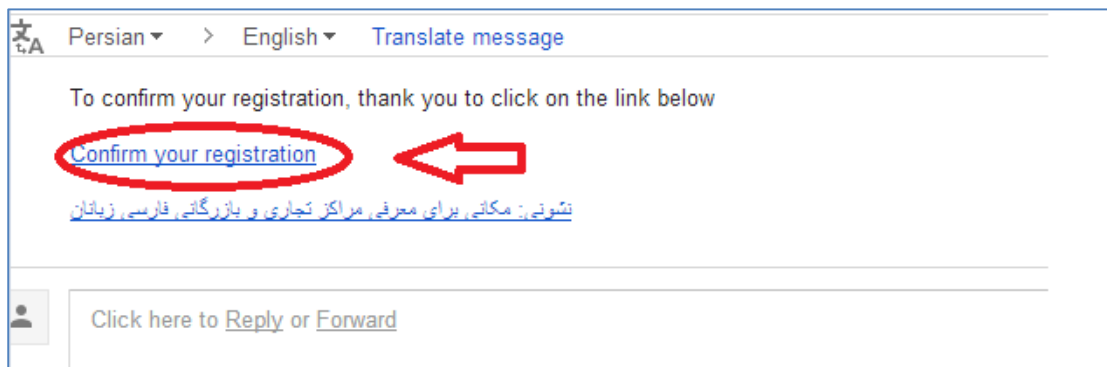 Persian > English Translate message
To confirm your registration, thank you to click on the link below
Confirm your registration
نشونی: مکانی برای معرفی مراکز تجاری و بازرگانی فارسی زبانان
Click here to Reply or Forward